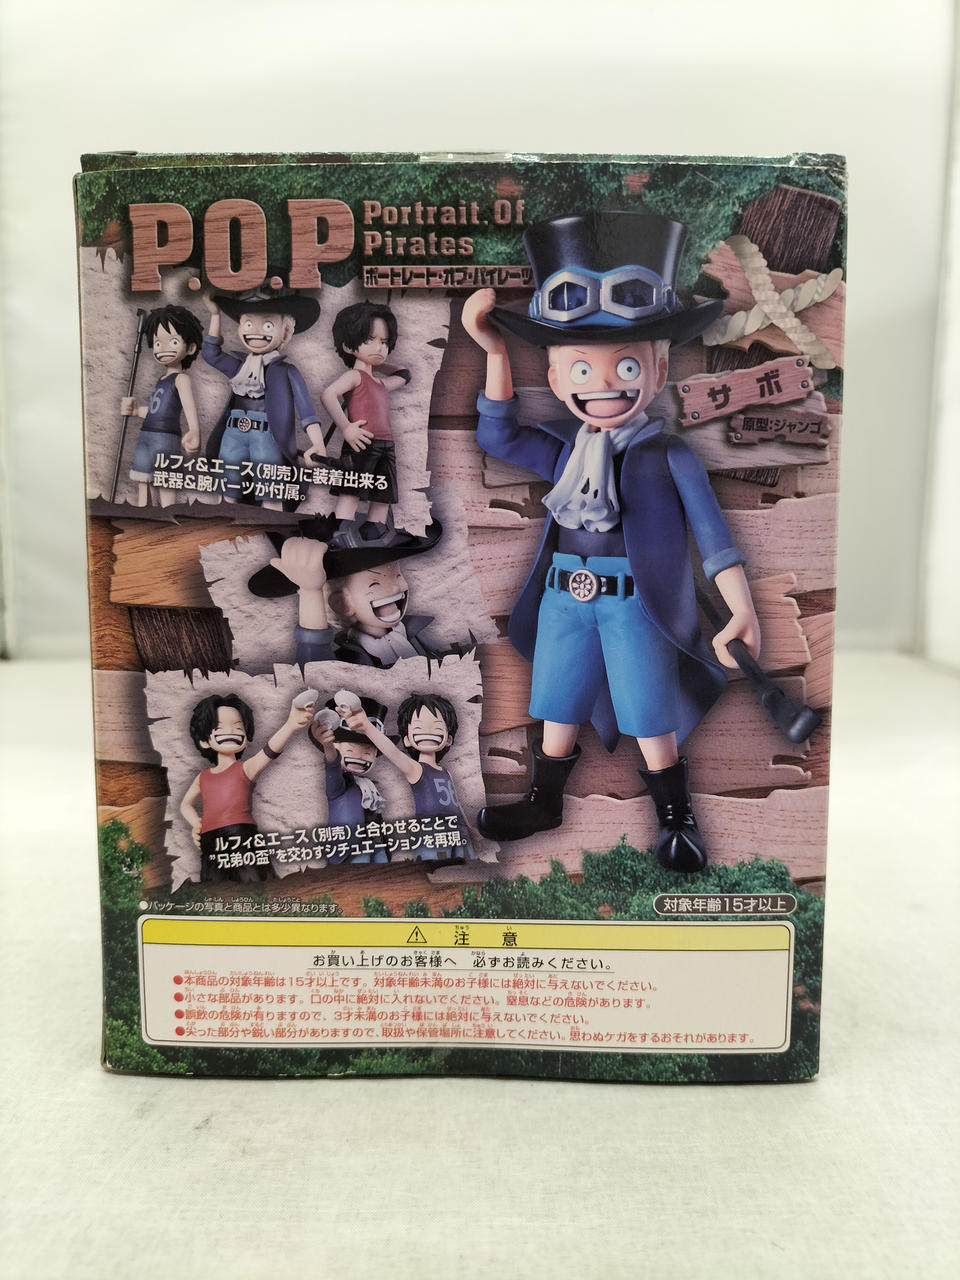 P.O.P
Portrait.Of
Pirates
ポートレート・オブ・パイレーツ
サボ
原型:ジャンゴ
56
ルフィ&エース(別売)に装着出来る
武器&腕パーツが付属。
56
ルフィ&エース(別売)と合わせることで
"兄弟の盃"を交わすシチュエーションを再現。
●パッケージの写真と商品とは多少異なります。
対象年齢15才以上
⚠ 注意
お買い上げのお客様へ 必ずお読みください。
●本商品の対象年齢は15才以上です。対象年齢未満のお子様には絶対に与えないでください。
●小さな部品があります。口の中に絶対に入れないでください。窒息などの危険があります。
●誤飲の危険が有りますので、3才未満のお子様には絶対に与えないでください。
●尖った部分や鋭い部分がありますので、取扱や保管場所に注意してください。思わぬケガをするおそれがあります。